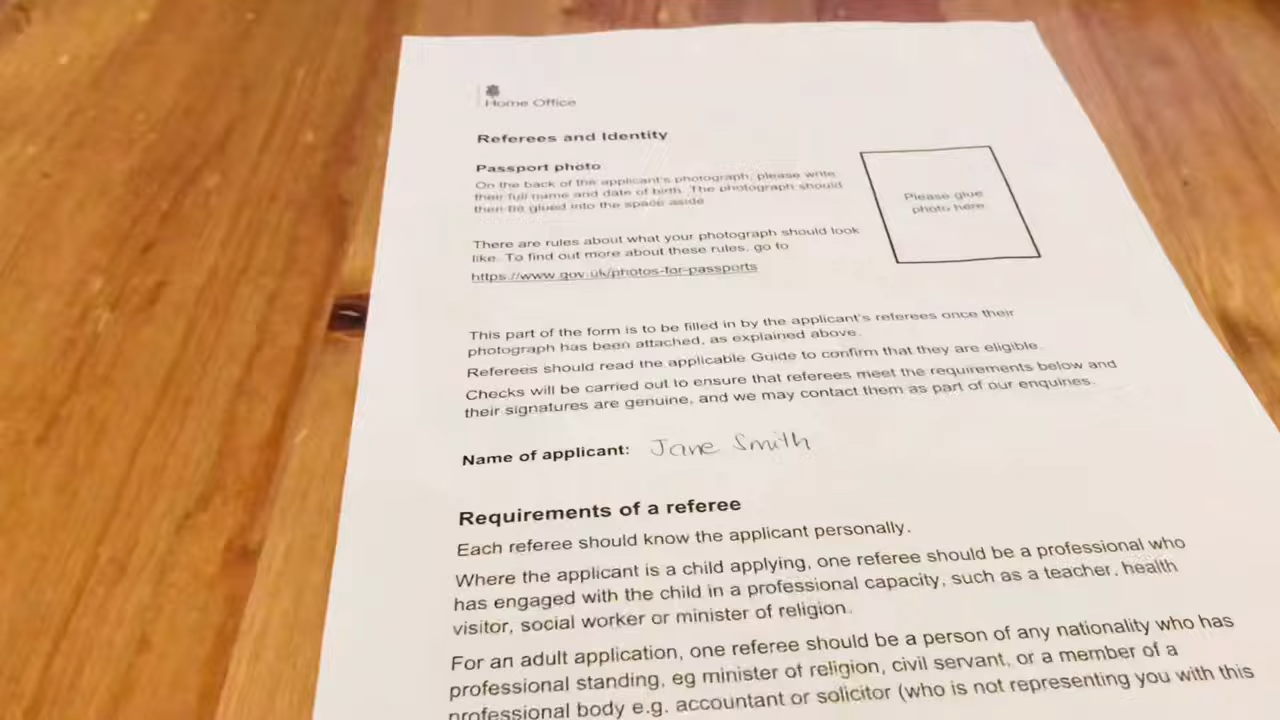 Home Office
Referees and Identity
Passport photo
On the back of the applicant's photograph, please write
their full name and date of birth. The photograph should
then be glued into the space aside
Please glue
photo here
There are rules about what your photograph should look
like. To find out more about these rules, go to
https://www.gov.uk/photos-for-passports
This part of the form is to be filled in by the applicant's referees once their
photograph has been attached, as explained above.
Referees should read the applicable Guide to confirm that they are eligible.
Checks will be carried out to ensure that referees meet the requirements below and
their signatures are genuine, and we may contact them as part of our enquiries.
Name of applicant: Jane Smith
Requirements of a referee
Each referee should know the applicant personally.
Where the applicant is a child applying, one referee should be a professional who
has engaged with the child in a professional capacity, such as a teacher, health
visitor, social worker or minister of religion.
For an adult application, one referee should be a person of any nationality who has
professional standing, eg minister of religion, civil servant, or a member of a
professional body e.g. accountant or solicitor (who is not representing you with this